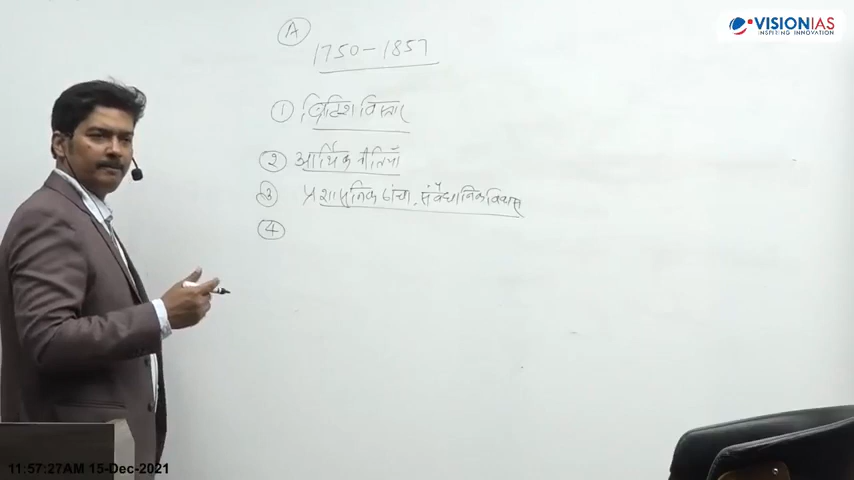 VISIONIAS
INSPIRING INNOVATION
A
1750-1857
1 ब्रिटिश विस्तार
2 आर्थिक नीतियाँ
3 प्रशासनिक ढांचा, संवैधानिक विकास
4
11:57:27AM 15-Dec-2021